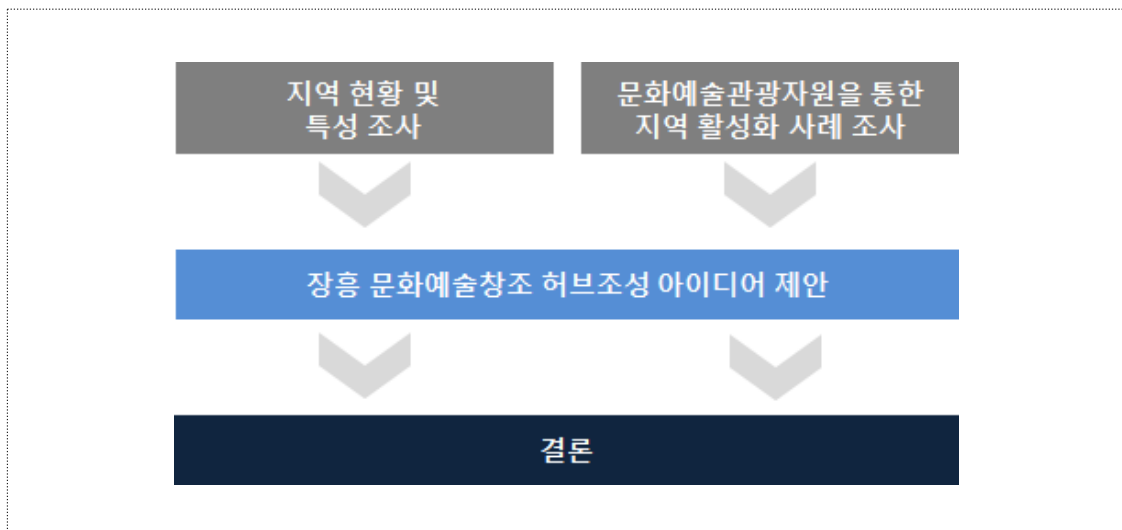 지역 현황 및
특성 조사
문화예술관광자원을 통한
지역 활성화 사례 조사
장흥 문화예술창조 허브조성 아이디어 제안
결론